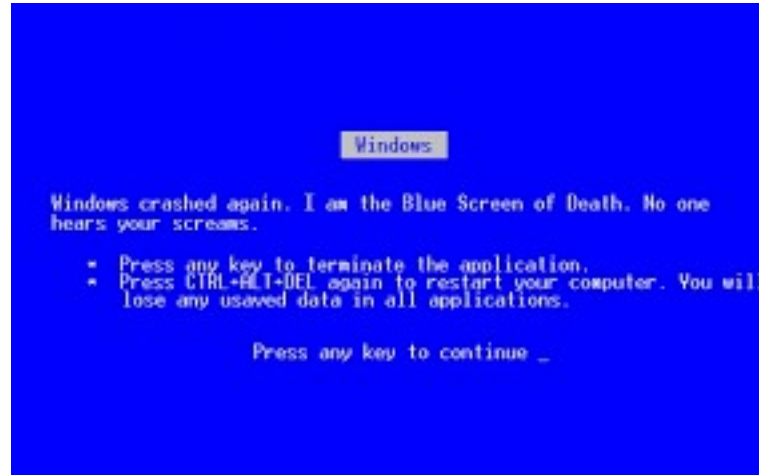 Windows
Windows crashed again. I am the Blue Screen of Death. No one
hears your screams.
* Press any key to terminate the application.
* Press CTRL+ALT+DEL again to restart your computer. You will
lose any usaved data in all applications.
Press any key to continue _